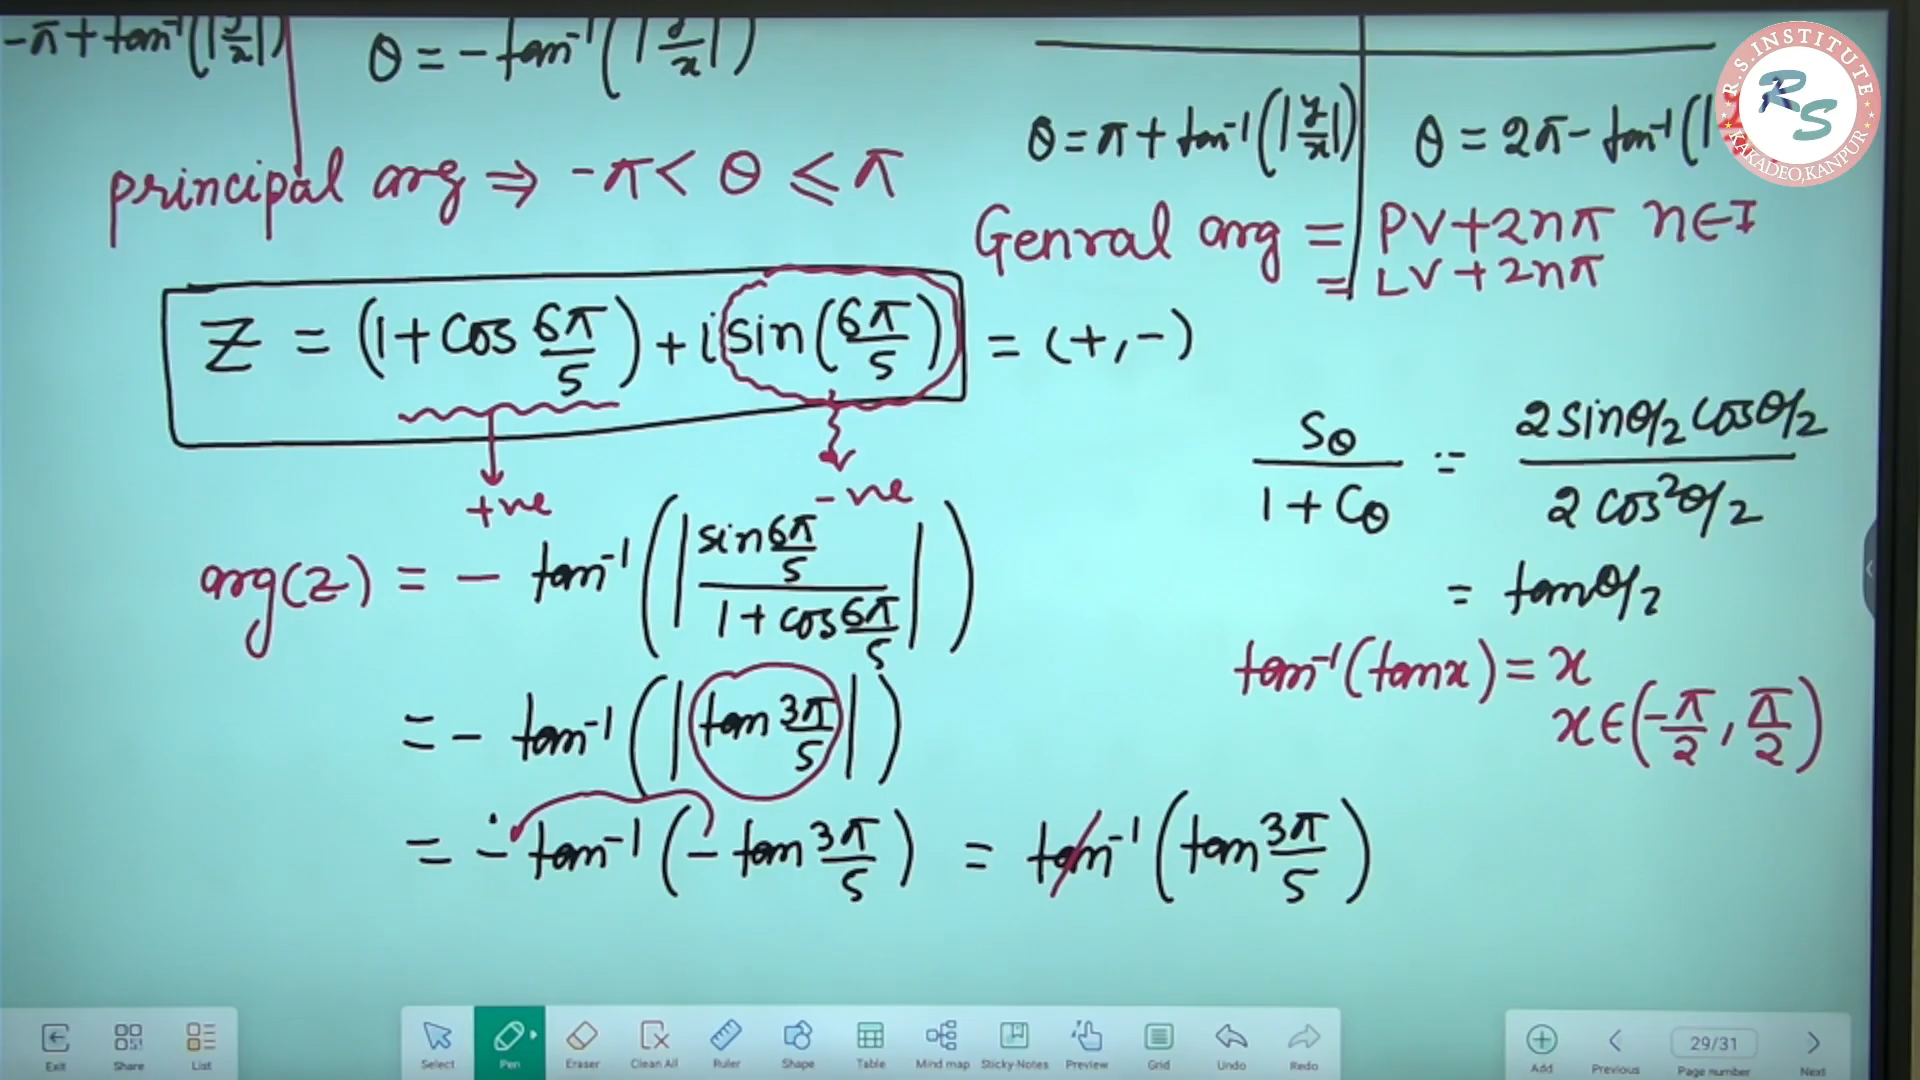 -π + tan⁻¹(|y/x|)
θ = - tan⁻¹(|y/x|)
θ = π + tan⁻¹(|y/x|)
θ = 2π - tan⁻¹(|
R.S.INSTITUTE
RS
KAKADEO,KANPUR
principal arg ⇒ -π < θ ≤ π
Genral arg = PV + 2nπ n∈I
= LV + 2nπ
Z = (1 + cos 6π/5) + i sin(6π/5) = (+, -)
+ve
-ve
Sθ/(1 + Cθ) = 2 sinθ/2 cosθ/2 / 2 cos²θ/2
= tanθ/2
arg(z) = - tan⁻¹(|sin 6π/5 / 1 + cos 6π/5|)
tan⁻¹(tan x) = x
x ∈ (-π/2, π/2)
= - tan⁻¹(|tan 3π/5|)
= - tan⁻¹(- tan 3π/5) = tan⁻¹(tan 3π/5)
Exit
Share
List
Select
Pen
Eraser
Clean All
Ruler
Shape
Table
Mind map
Sticky-Notes
Preview
Grid
Undo
Redo
Add
Previous
29/31
Page number
Next